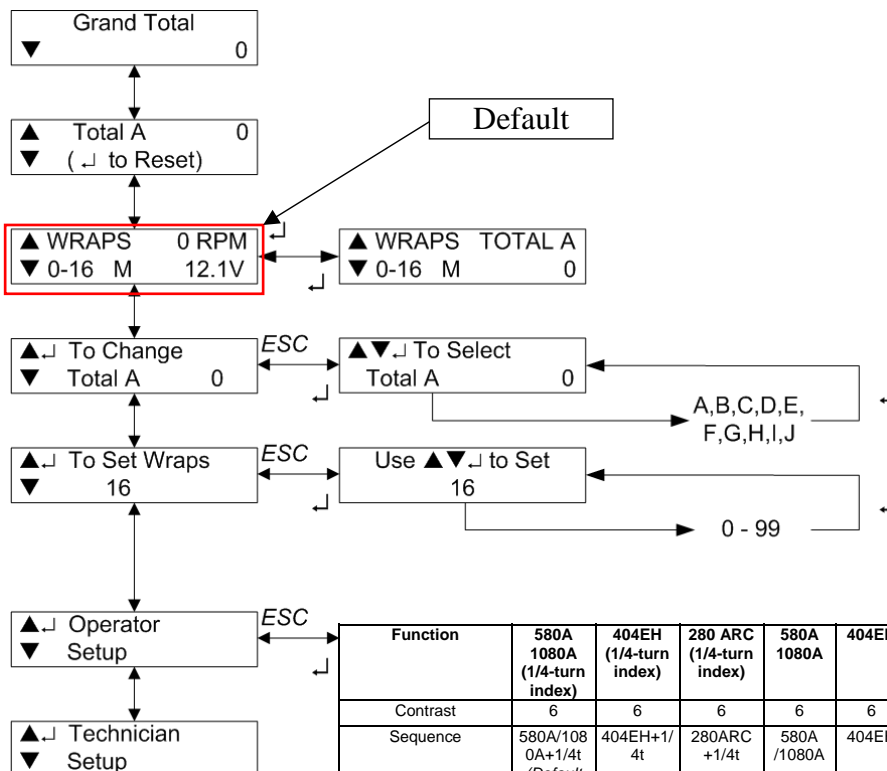 Grand Total
▼ 0
Default
▲ Total A 0
▼ ( ↵ to Reset)
▲ WRAPS 0 RPM
▼ 0-16 M 12.1V
↵
↵
▲ WRAPS TOTAL A
▼ 0-16 M 0
▲↵ To Change
▼ Total A 0
ESC
↵
▲▼↵ To Select
Total A 0
A,B,C,D,E,
F,G,H,I,J
▲↵ To Set Wraps
▼ 16
ESC
↵
Use ▲▼↵ to Set
16
0 - 99
▲↵ Operator
▼ Setup
ESC
↵
▲↵ Technician
▼ Setup
Function
580A
1080A
(1/4-turn
index)
404EH
(1/4-turn
index)
280 ARC
(1/4-turn
index)
580A
1080A
Contrast 6 6 6 6 6
Sequence
580A/108
0A+1/4t
(Default
404EH+1/
4t
280ARC
+1/4t
580A
/1080A